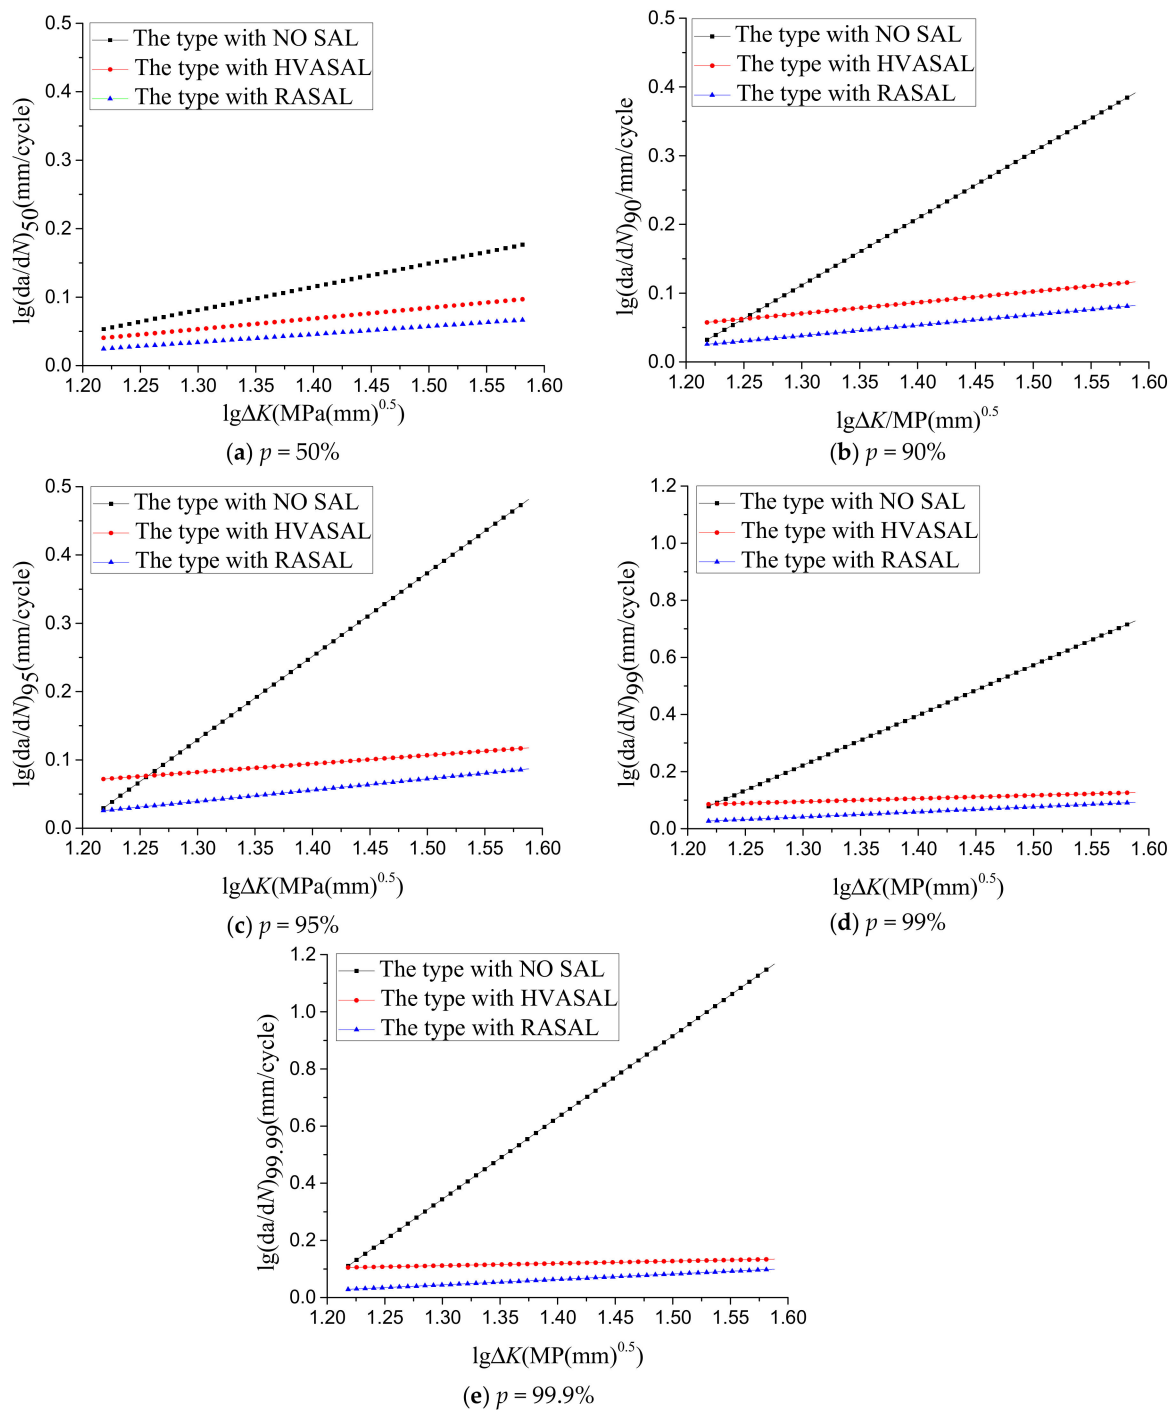 0.5
0.4
0.3
0.2
0.1
0.0
lg(da/dN)50(mm/cycle)
The type with NO SAL
The type with HVASAL
The type with RASAL
1.20 1.25 1.30 1.35 1.40 1.45 1.50 1.55 1.60
lgΔK(MPa(mm)^0.5)
(a) p = 50%
0.5
0.4
0.3
0.2
0.1
0.0
lg(da/dN)90/mm/cycle
The type with NO SAL
The type with HVASAL
The type with RASAL
1.20 1.25 1.30 1.35 1.40 1.45 1.50 1.55 1.60
lgΔK/MP(mm)^0.5
(b) p = 90%
0.5
0.4
0.3
0.2
0.1
0.0
lg(da/dN)95(mm/cycle)
The type with NO SAL
The type with HVASAL
The type with RASAL
1.20 1.25 1.30 1.35 1.40 1.45 1.50 1.55 1.60
lgΔK(MPa(mm)^0.5)
(c) p = 95%
1.2
1.0
0.8
0.6
0.4
0.2
0.0
lg(da/dN)99(mm/cycle)
The type with NO SAL
The type with HVASAL
The type with RASAL
1.20 1.25 1.30 1.35 1.40 1.45 1.50 1.55 1.60
lgΔK(MP(mm)^0.5)
(d) p = 99%
1.2
1.0
0.8
0.6
0.4
0.2
0.0
lg(da/dN)99.99(mm/cycle)
The type with NO SAL
The type with HVASAL
The type with RASAL
1.20 1.25 1.30 1.35 1.40 1.45 1.50 1.55 1.60
lgΔK(MP(mm)^0.5)
(e) p = 99.9%